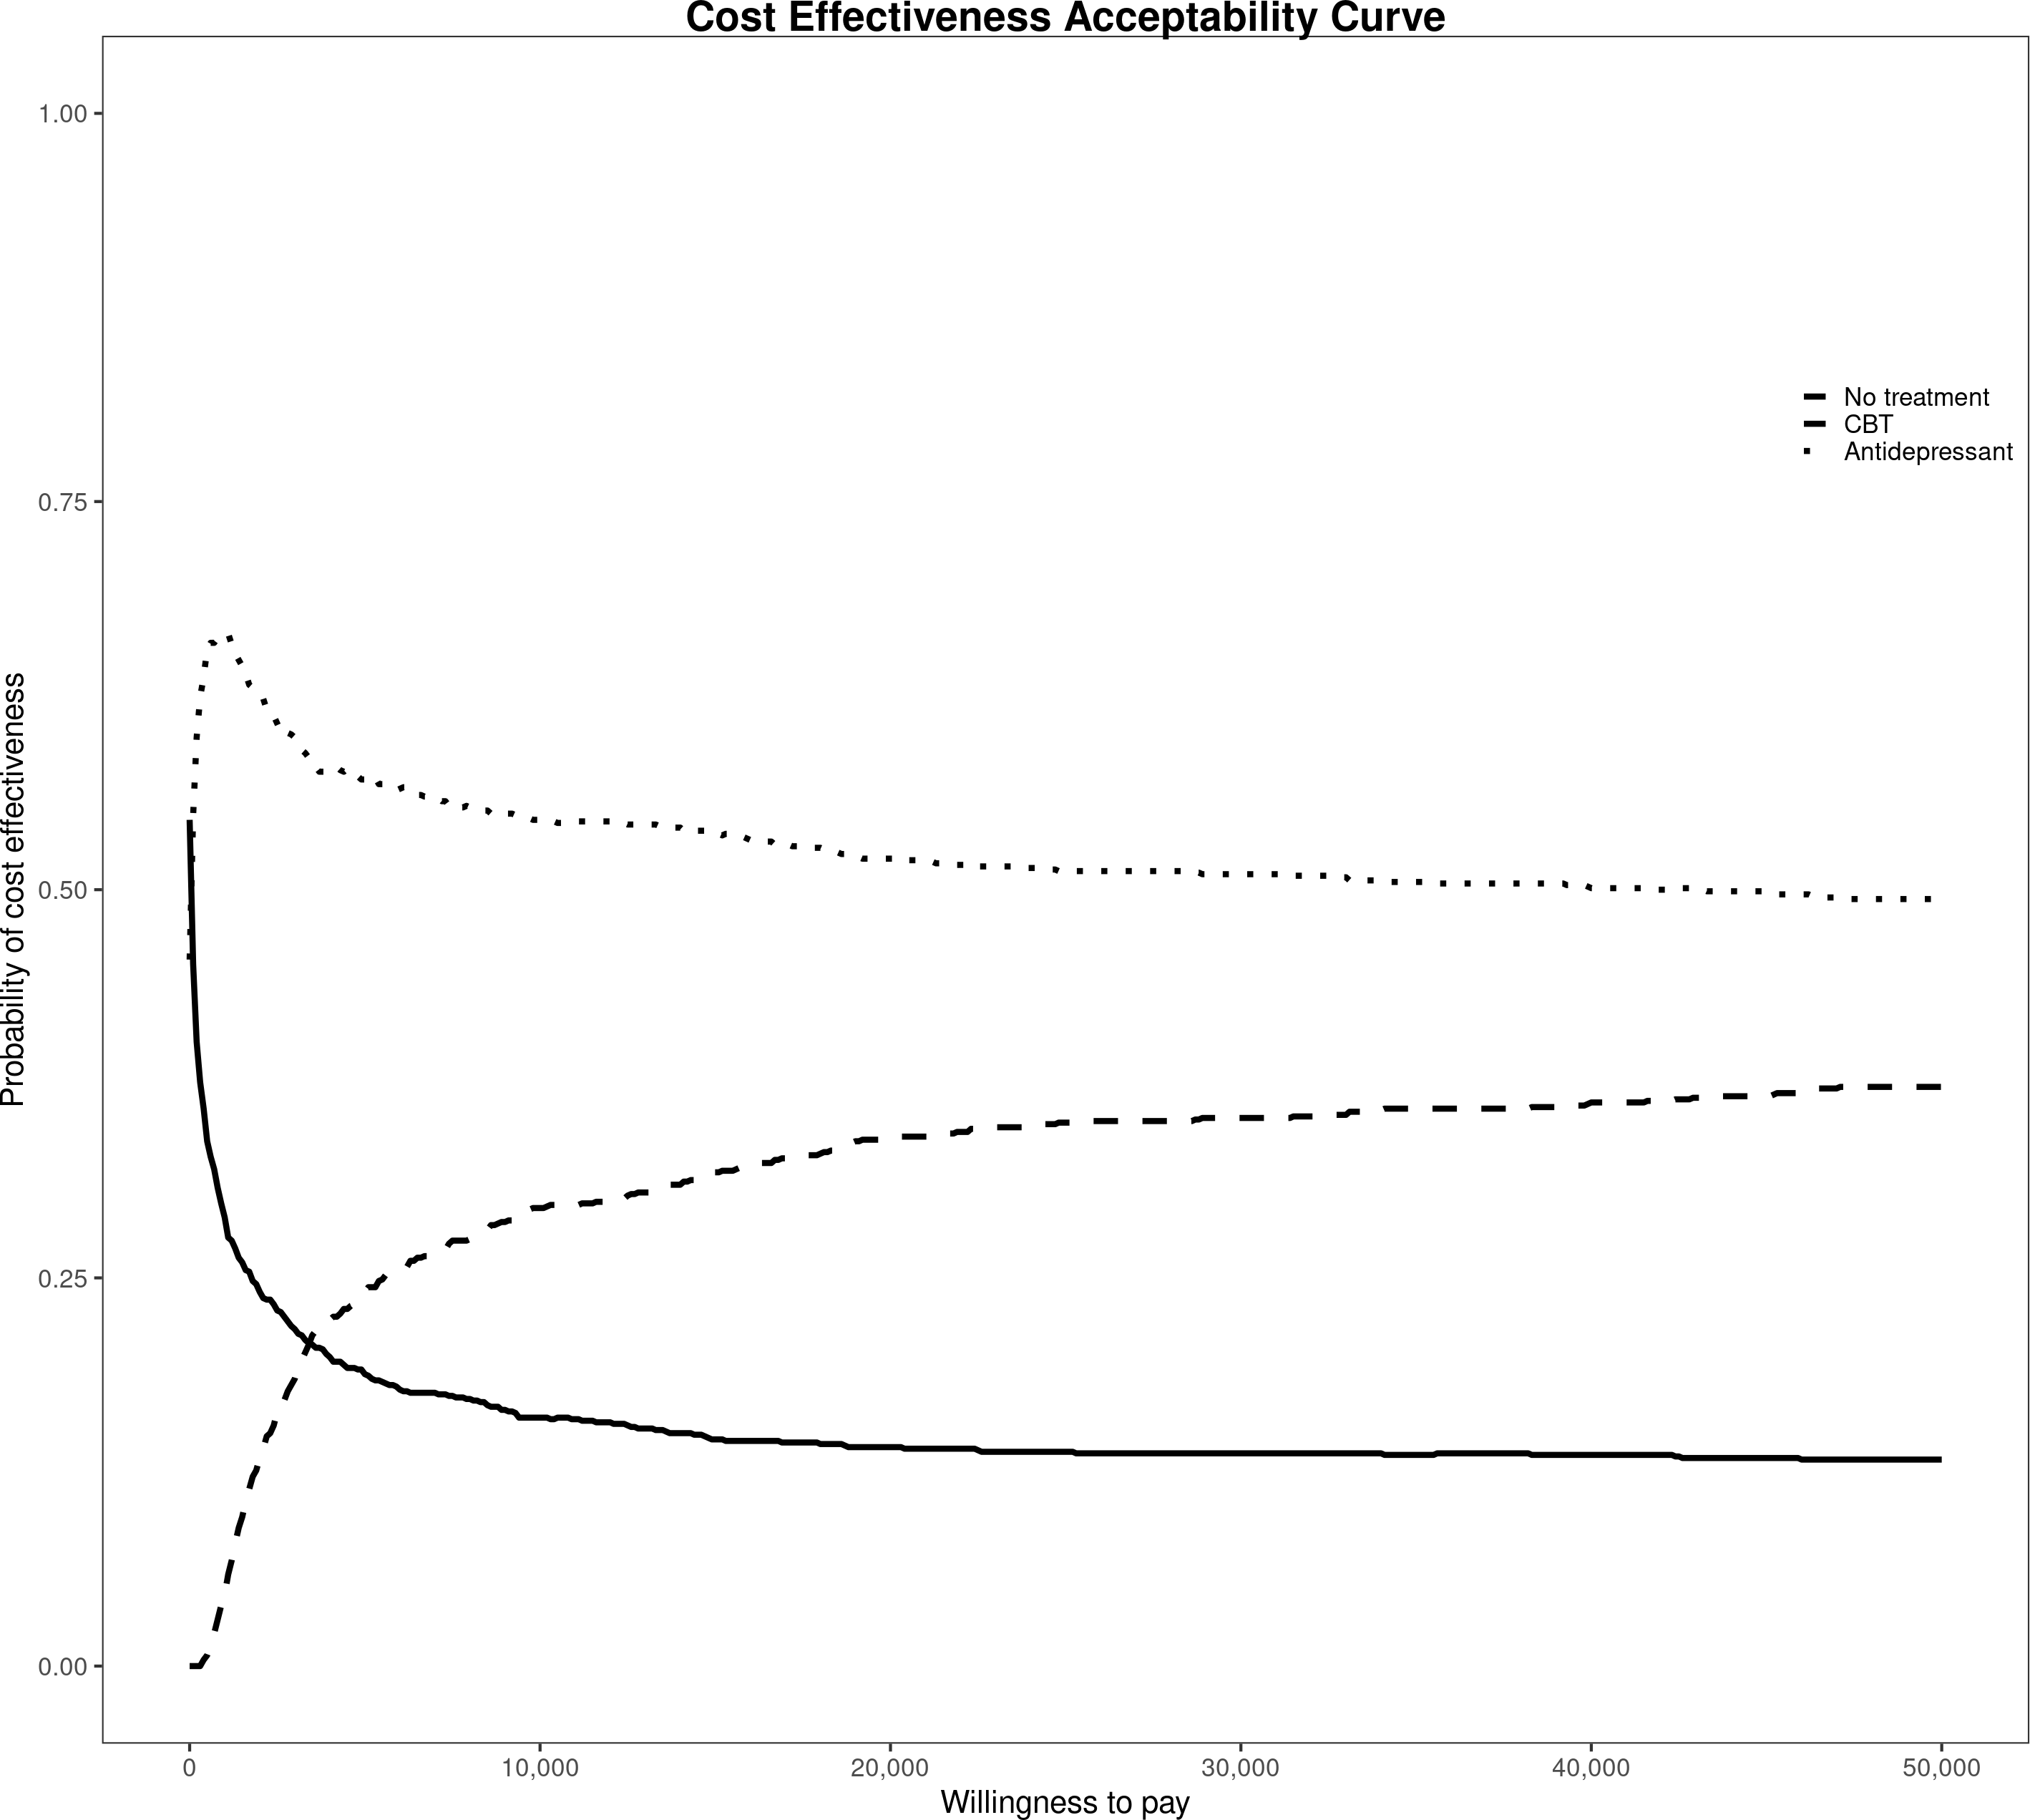 Cost Effectiveness Acceptability Curve
1.00
0.75
0.50
0.25
0.00
Probability of cost effectiveness
No treatment
CBT
Antidepressant
0 10,000 20,000 30,000 40,000 50,000
Willingness to pay